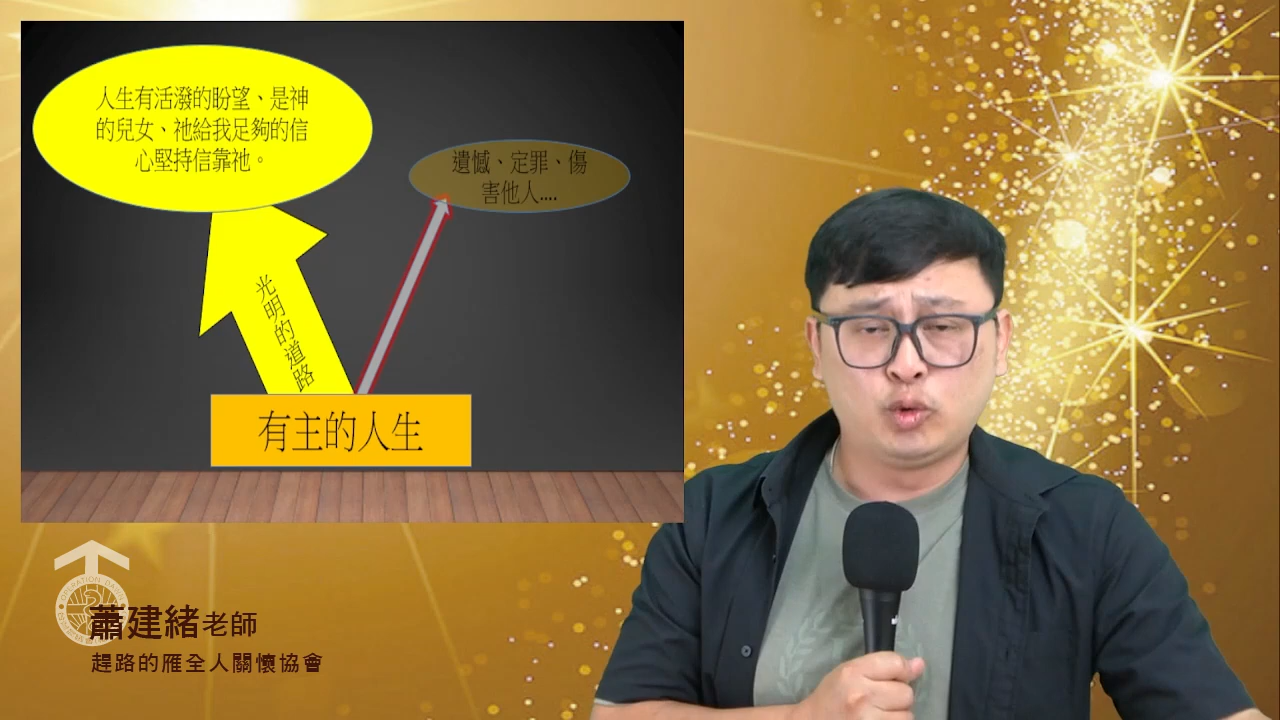 人生有活潑的盼望、是神
的兒女、祂給我足夠的信
心堅持信靠祂。
遺憾、定罪、傷
害他人....
光明的道路
有主的人生
蕭建緒老師
趕路的雁全人關懷協會